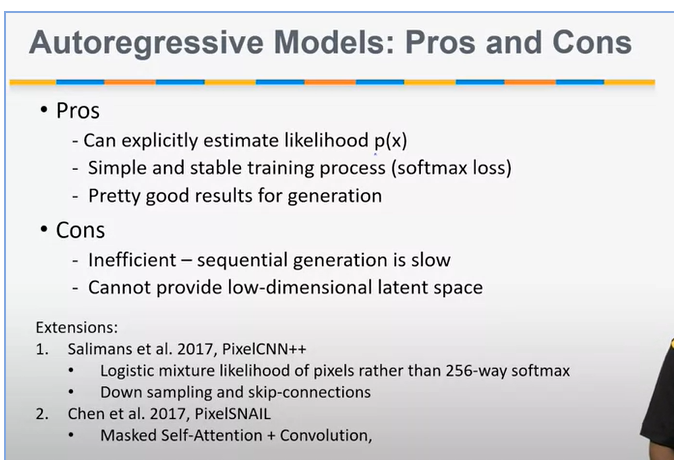 Autoregressive Models: Pros and Cons
• Pros
- Can explicitly estimate likelihood p(x)
- Simple and stable training process (softmax loss)
- Pretty good results for generation
• Cons
- Inefficient – sequential generation is slow
- Cannot provide low-dimensional latent space
Extensions:
1. Salimans et al. 2017, PixelCNN++
• Logistic mixture likelihood of pixels rather than 256-way softmax
• Down sampling and skip-connections
2. Chen et al. 2017, PixelSNAIL
• Masked Self-Attention + Convolution,